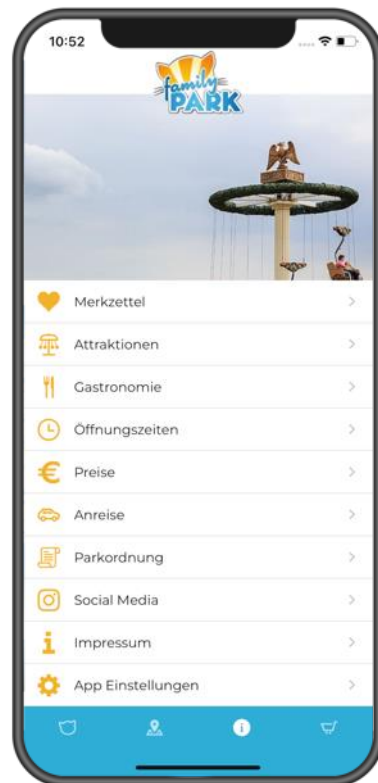 10:52
family
PARK
Merkzettel
Attraktionen
Gastronomie
Öffnungszeiten
Preise
Anreise
Parkordnung
Social Media
Impressum
App Einstellungen